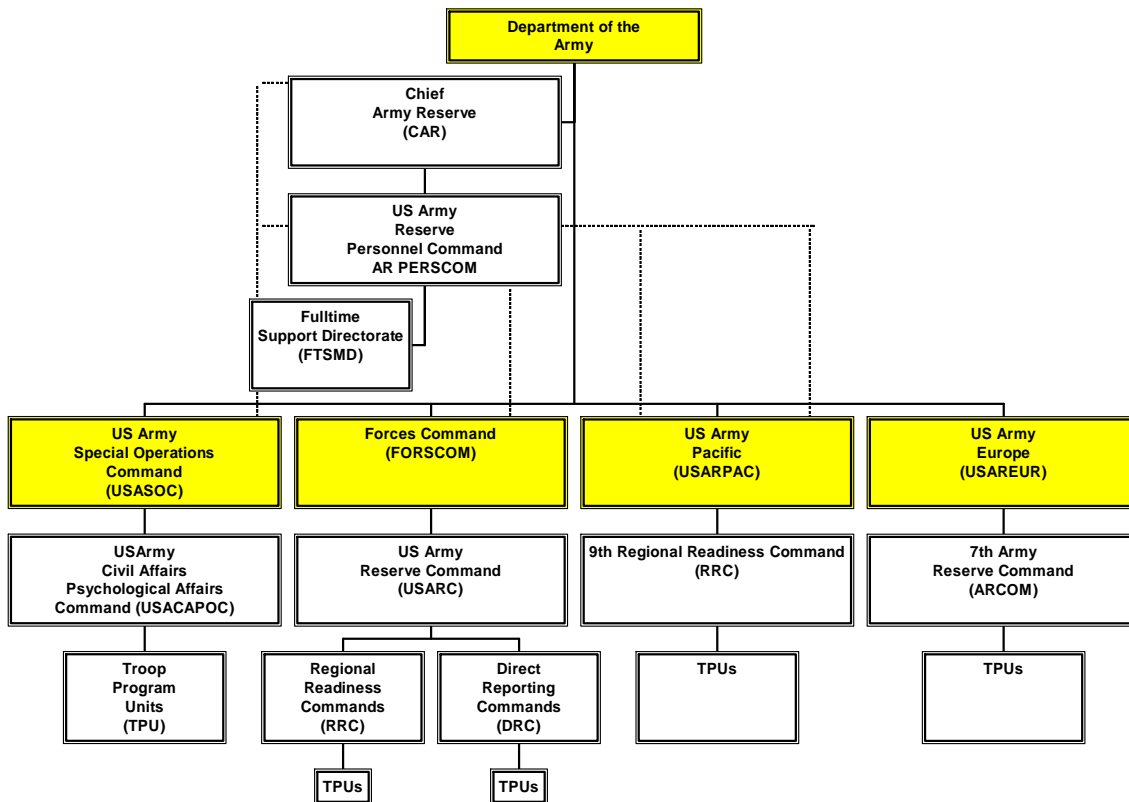 Department of the
Army
Chief
Army Reserve
(CAR)
US Army
Reserve
Personnel Command
AR PERSCOM
Fulltime
Support Directorate
(FTSMD)
US Army
Special Operations
Command
(USASOC)
Forces Command
(FORSCOM)
US Army
Pacific
(USARPAC)
US Army
Europe
(USAREUR)
USArmy
Civil Affairs
Psychological Affairs
Command (USACAPOC)
US Army
Reserve Command
(USARC)
9th Regional Readiness Command
(RRC)
7th Army
Reserve Command
(ARCOM)
Troop
Program
Units
(TPU)
Regional
Readiness
Commands
(RRC)
Direct
Reporting
Commands
(DRC)
TPUs
TPUs
TPUs
TPUs